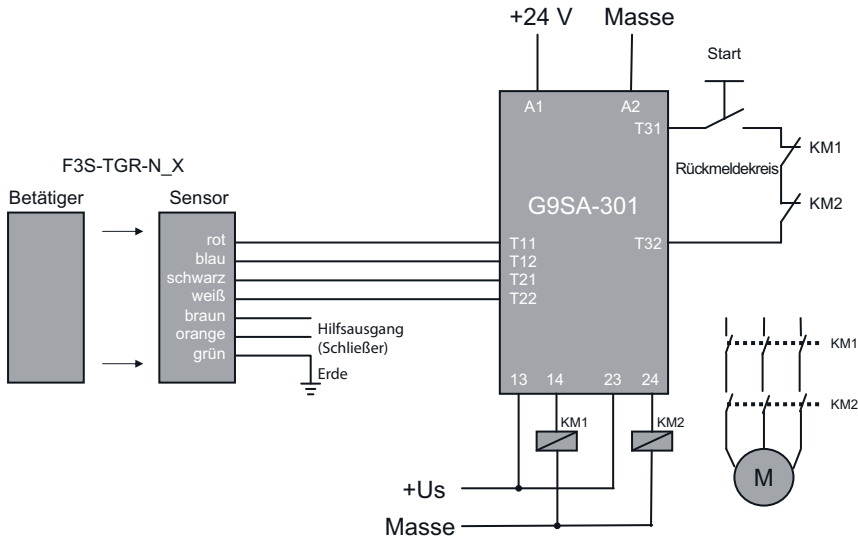 +24 V
Masse
Start
A1
A2
T31
KM1
Rückmeldekreis
F3S-TGR-N_X
Betätiger
Sensor
G9SA-301
KM2
rot
T11
T32
blau
T12
schwarz
T21
weiß
T22
braun
Hilfsausgang
(Schließer)
orange
grün
Erde
KM1
13
14
23
24
KM2
KM1
KM2
M
+Us
Masse